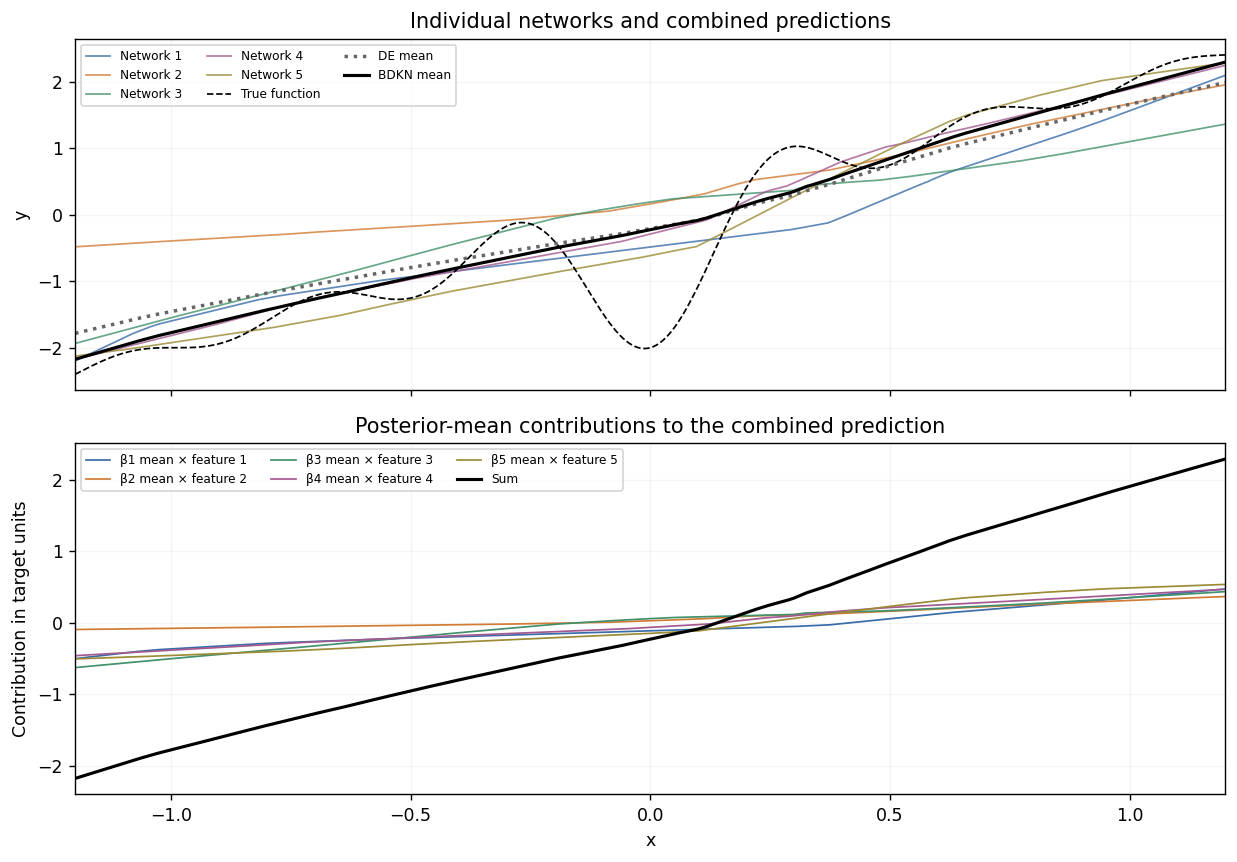 Individual networks and combined predictions
Network 1
Network 2
Network 3
Network 4
Network 5
True function
DE mean
BDKN mean
y
2
1
0
−1
−2
Posterior-mean contributions to the combined prediction
β1 mean × feature 1
β2 mean × feature 2
β3 mean × feature 3
β4 mean × feature 4
β5 mean × feature 5
Sum
Contribution in target units
2
1
0
−1
−2
−1.0
−0.5
0.0
0.5
1.0
x